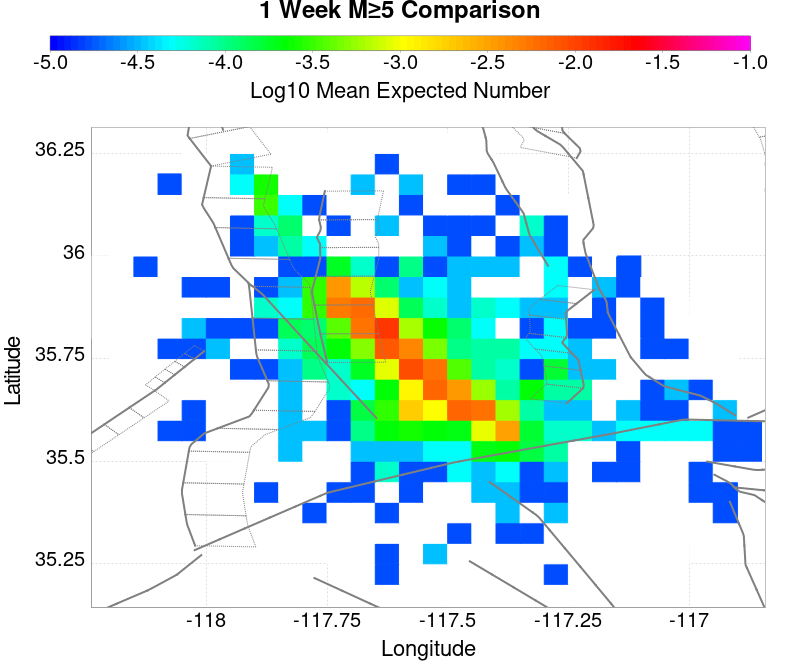 1 Week M≥5 Comparison
-5.0 -4.5 -4.0 -3.5 -3.0 -2.5 -2.0 -1.5 -1.0
Log10 Mean Expected Number
36.25
36
35.75
35.5
35.25
Latitude
-118 -117.75 -117.5 -117.25 -117
Longitude